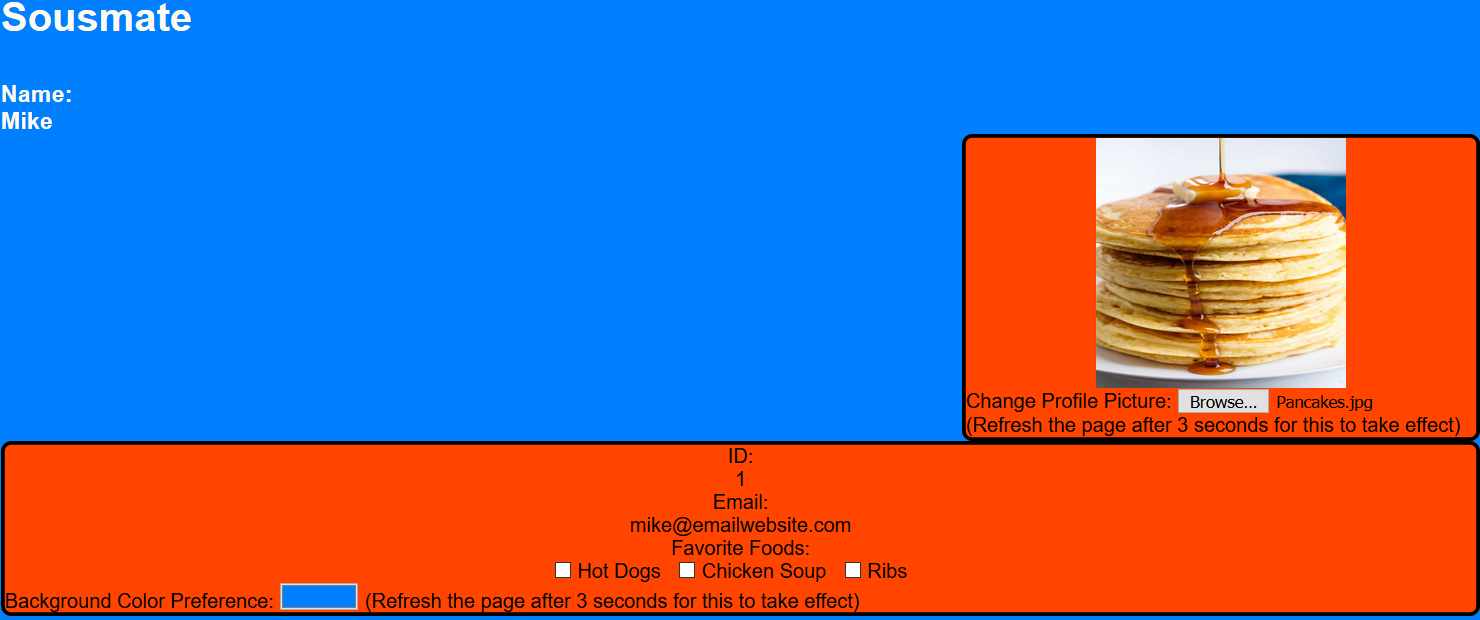 Sousmate
Name:
Mike
Change Profile Picture: Browse... Pancakes.jpg
(Refresh the page after 3 seconds for this to take effect)
ID:
1
Email:
mike@emailwebsite.com
Favorite Foods:
Hot Dogs Chicken Soup Ribs
Background Color Preference: (Refresh the page after 3 seconds for this to take effect)